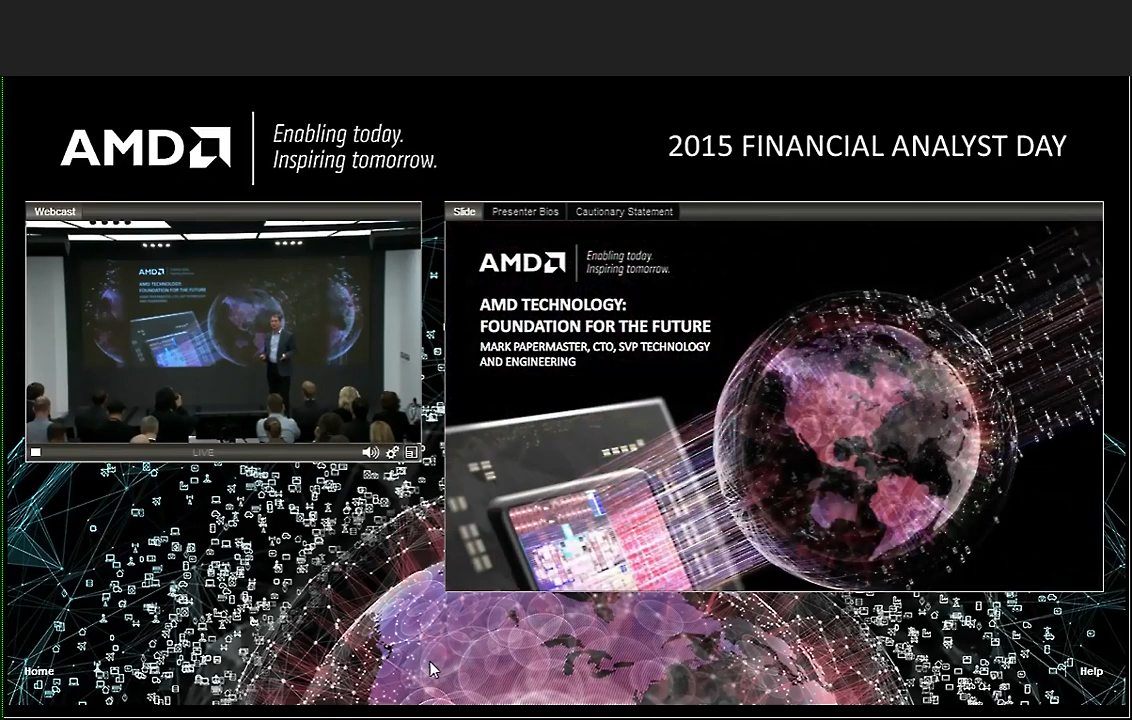 AMD
Enabling today.
Inspiring tomorrow.
2015 FINANCIAL ANALYST DAY
Webcast
AMD
LIVE
Slide
Presenter Bios
Cautionary Statement
AMD
Enabling today.
Inspiring tomorrow.
AMD TECHNOLOGY:
FOUNDATION FOR THE FUTURE
MARK PAPERMASTER, CTO, SVP TECHNOLOGY
AND ENGINEERING
Home
Help